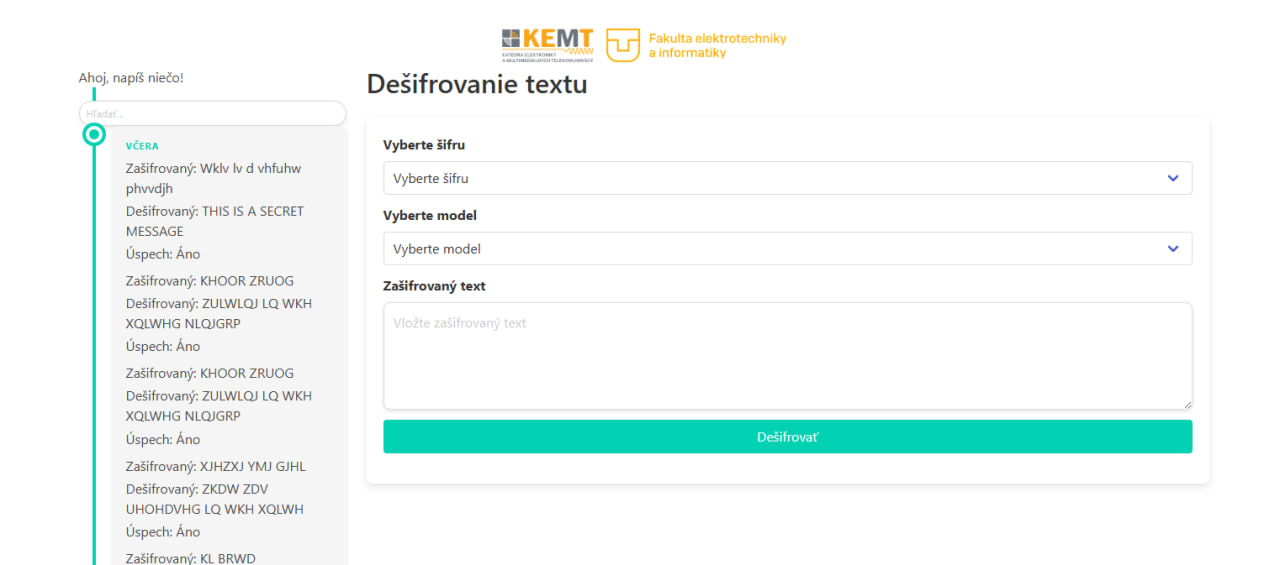 KEMT
KATEDRA ELEKTRONIKY
A MULTIMEDIÁLNYCH TELEKOMUNIKÁCIÍ
Fakulta elektrotechniky
a informatiky
Ahoj, napíš niečo!
Hľadať...
VČERA
Zašifrovaný: Wklv lv d vhfuhw
phvvdjh
Dešifrovaný: THIS IS A SECRET
MESSAGE
Úspech: Áno
Zašifrovaný: KHOOR ZRUOG
Dešifrovaný: ZULWLQJ LQ WKH
XQLWHG NLQJGRP
Úspech: Áno
Zašifrovaný: KHOOR ZRUOG
Dešifrovaný: ZULWLQJ LQ WKH
XQLWHG NLQJGRP
Úspech: Áno
Zašifrovaný: XJHZXJ YMJ GJHL
Dešifrovaný: ZKDW ZDV
UHOHDVHG LQ WKH XQLWH
Úspech: Áno
Zašifrovaný: KL BRWD
Dešifrovanie textu
Vyberte šifru
Vyberte šifru
Vyberte model
Vyberte model
Zašifrovaný text
Vložte zašifrovaný text
Dešifrovať